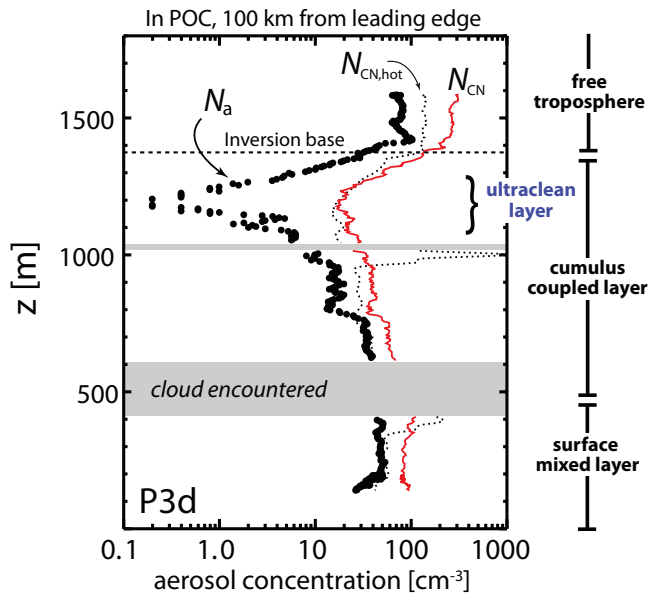 In POC, 100 km from leading edge
N_CN,hot
N_CN
N_a
Inversion base
ultraclean
layer
cloud encountered
P3d
1500
1000
500
0
z [m]
0.1 1.0 10 100 1000
aerosol concentration [cm⁻³]
free
troposphere
cumulus
coupled layer
surface
mixed layer